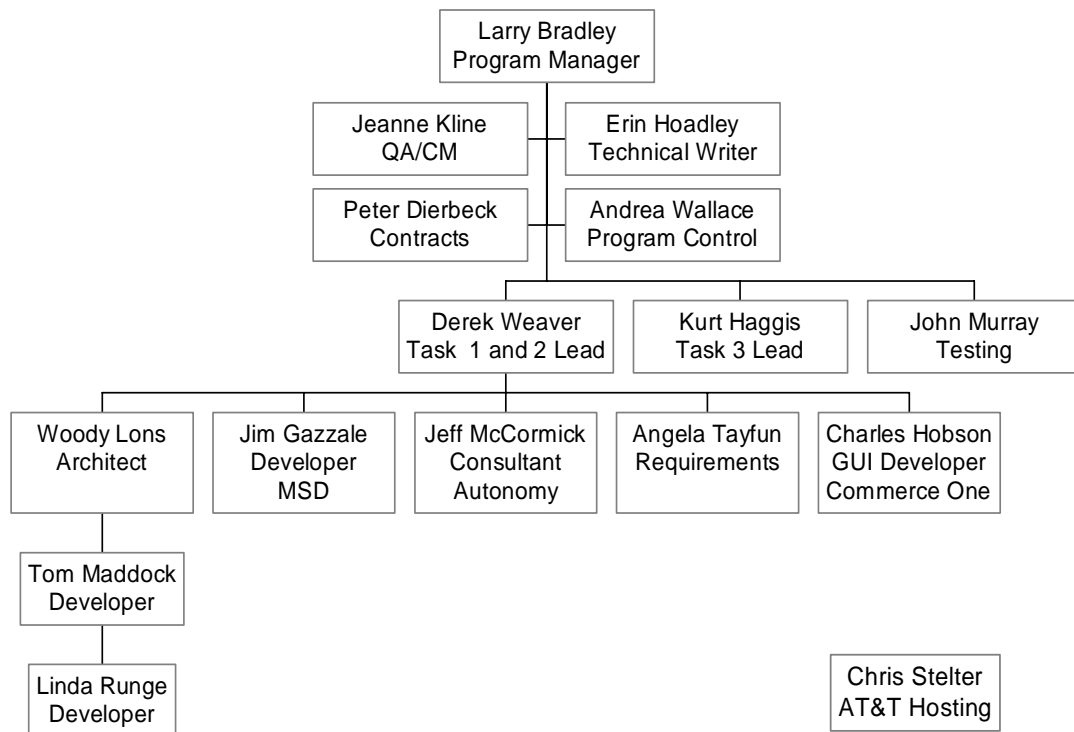 Larry Bradley
Program Manager
Jeanne Kline
QA/CM
Erin Hoadley
Technical Writer
Peter Dierbeck
Contracts
Andrea Wallace
Program Control
Derek Weaver
Task 1 and 2 Lead
Kurt Haggis
Task 3 Lead
John Murray
Testing
Woody Lons
Architect
Jim Gazzale
Developer
MSD
Jeff McCormick
Consultant
Autonomy
Angela Tayfun
Requirements
Charles Hobson
GUI Developer
Commerce One
Tom Maddock
Developer
Linda Runge
Developer
Chris Stelter
AT&T Hosting